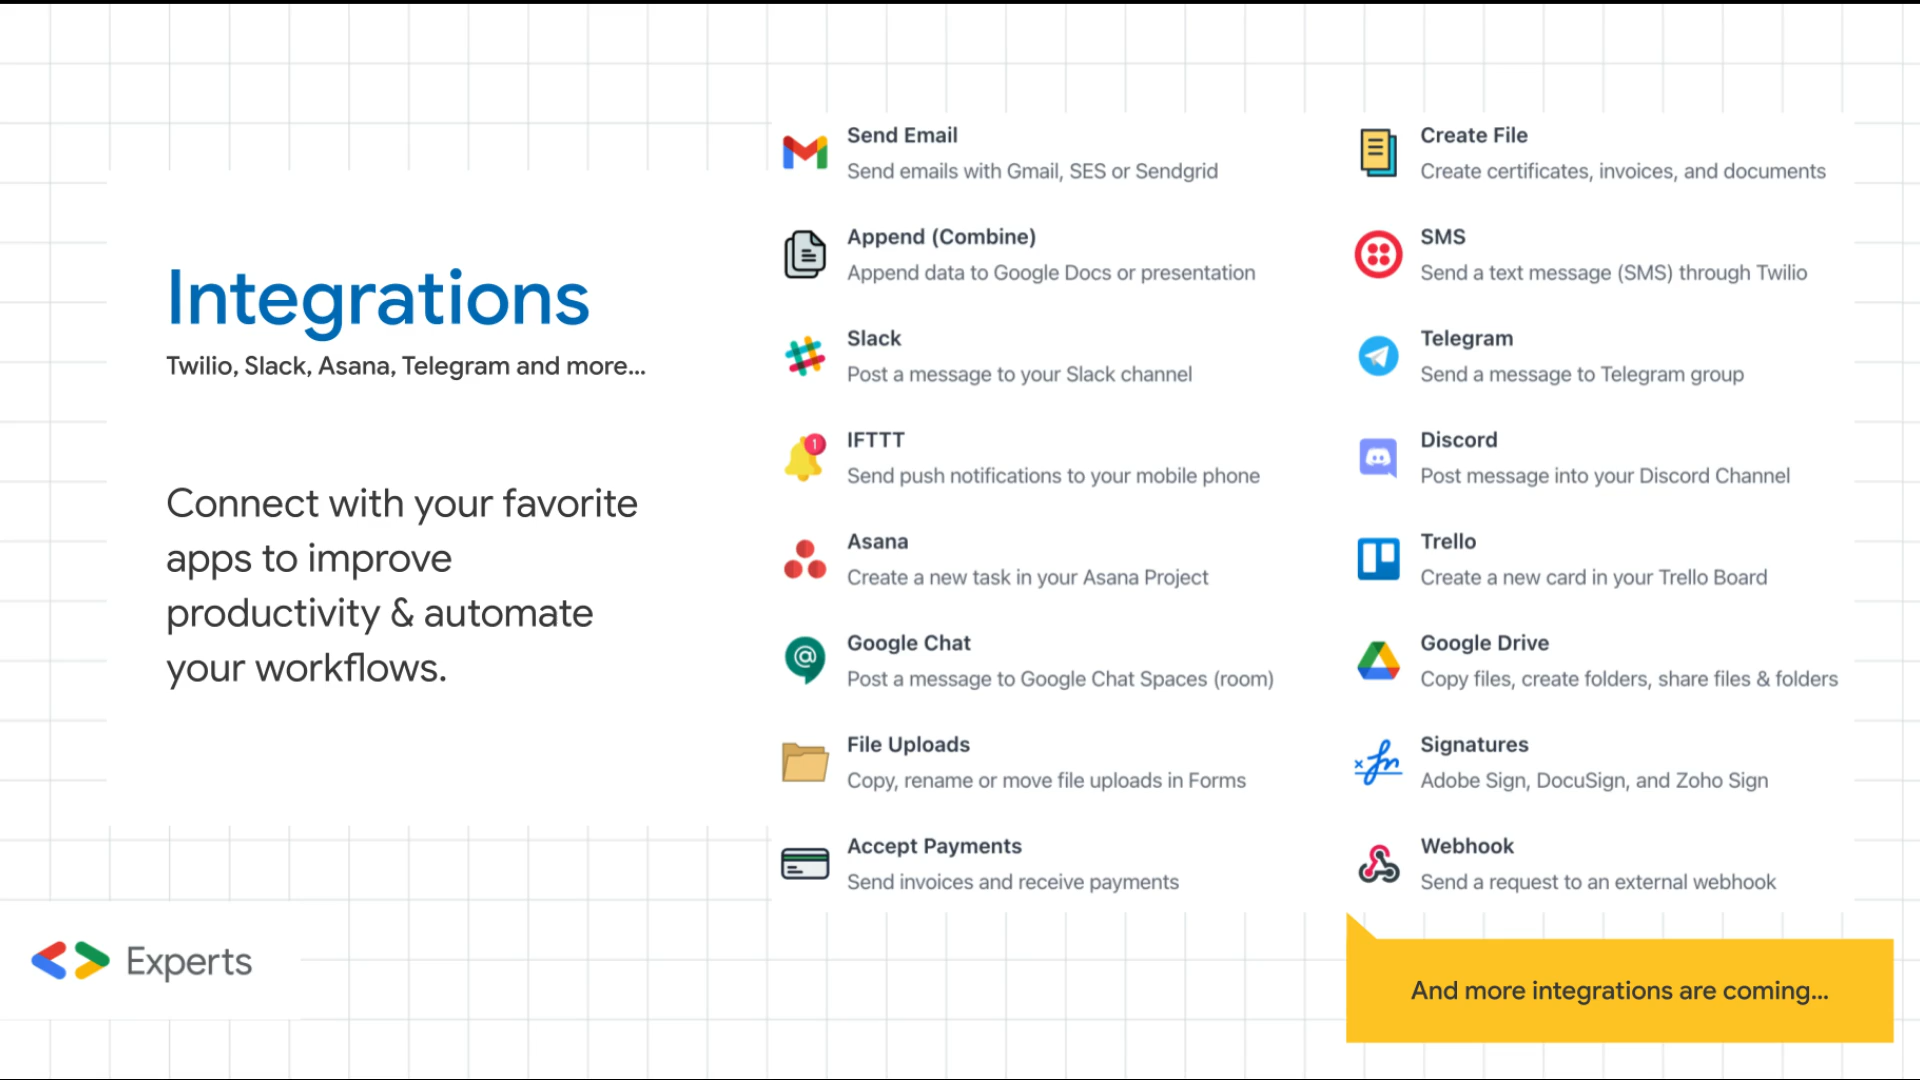 Integrations
Twilio, Slack, Asana, Telegram and more...
Connect with your favorite
apps to improve
productivity & automate
your workflows.
Send Email
Send emails with Gmail, SES or Sendgrid
Append (Combine)
Append data to Google Docs or presentation
Slack
Post a message to your Slack channel
1
IFTTT
Send push notifications to your mobile phone
Asana
Create a new task in your Asana Project
@
Google Chat
Post a message to Google Chat Spaces (room)
File Uploads
Copy, rename or move file uploads in Forms
Accept Payments
Send invoices and receive payments
Create File
Create certificates, invoices, and documents
SMS
Send a text message (SMS) through Twilio
Telegram
Send a message to Telegram group
Discord
Post message into your Discord Channel
Trello
Create a new card in your Trello Board
Google Drive
Copy files, create folders, share files & folders
Signatures
Adobe Sign, DocuSign, and Zoho Sign
Webhook
Send a request to an external webhook
Experts
And more integrations are coming...